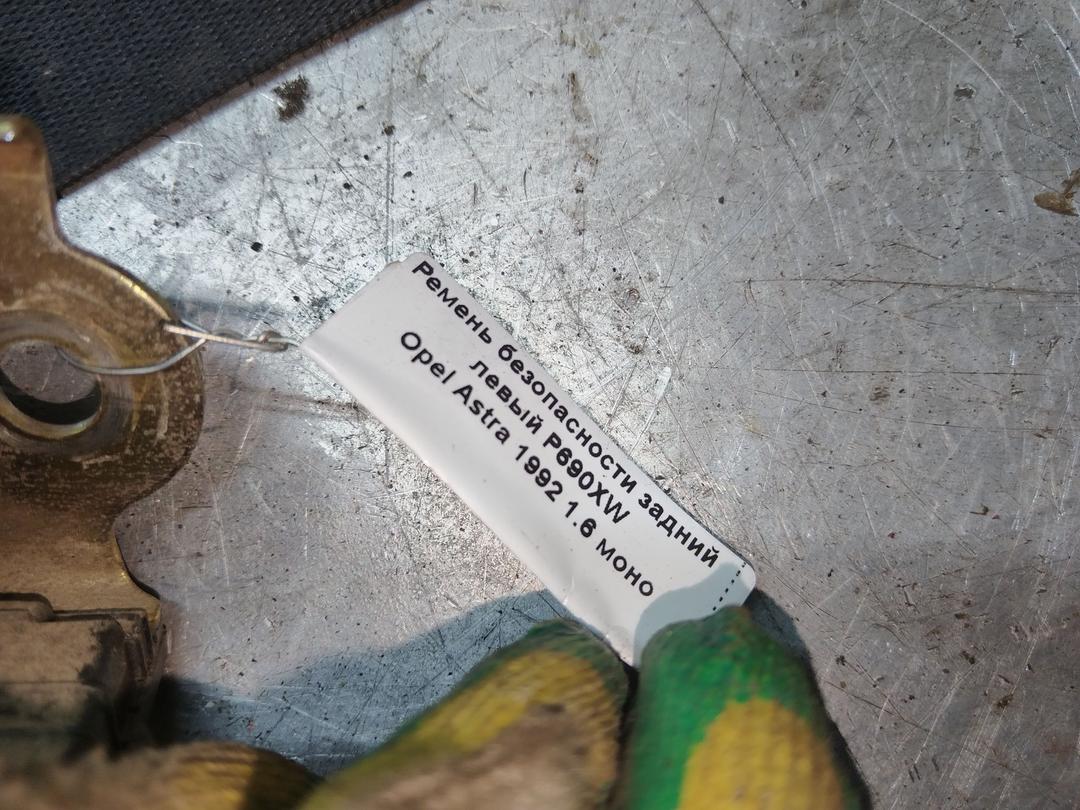 Ремень безопасности задний
левый P690XW
Opel Astra 1992 1.6 моно